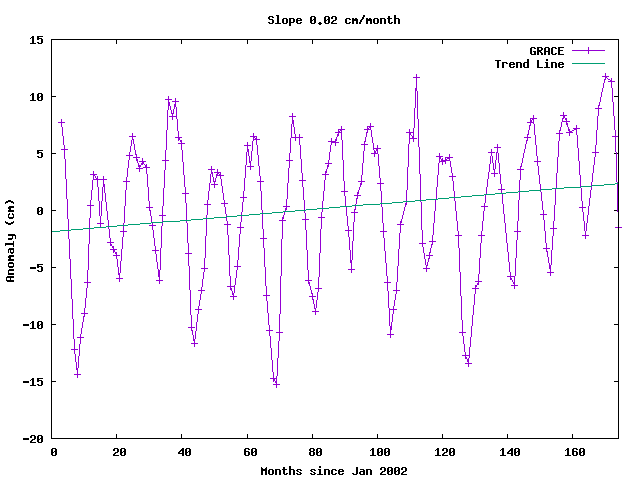 Slope 0.02 cm/month
GRACE
Trend Line
15
10
5
0
-5
-10
-15
-20
Anomaly (cm)
0 20 40 60 80 100 120 140 160
Months since Jan 2002